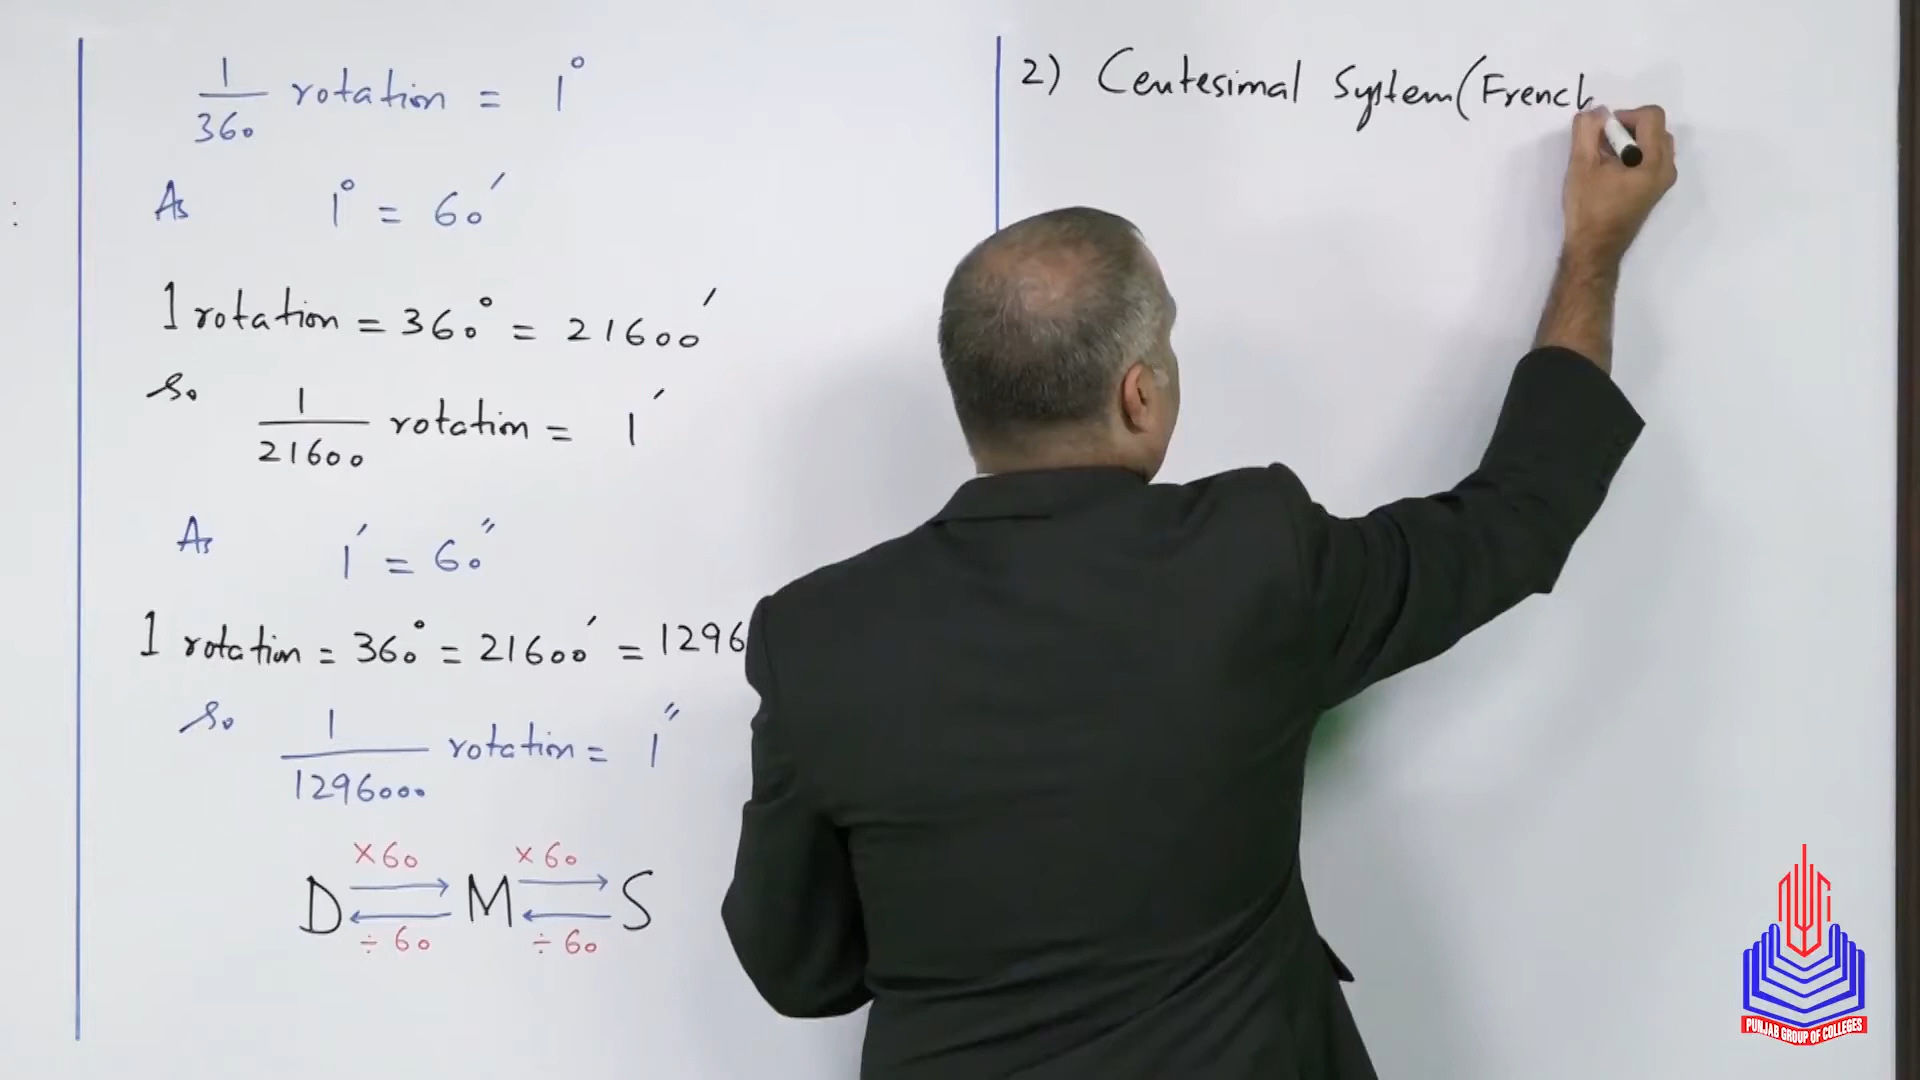 1/360 rotation = 1°
As 1° = 60′
1 rotation = 360° = 21600′
So 1/21600 rotation = 1′
As 1′ = 60″
1 rotation = 360° = 21600′ = 1296
So 1/1296000 rotation = 1″
×60 ×60
D M S
÷60 ÷60
2) Centesimal System (French
PUNJAB GROUP OF COLLEGES